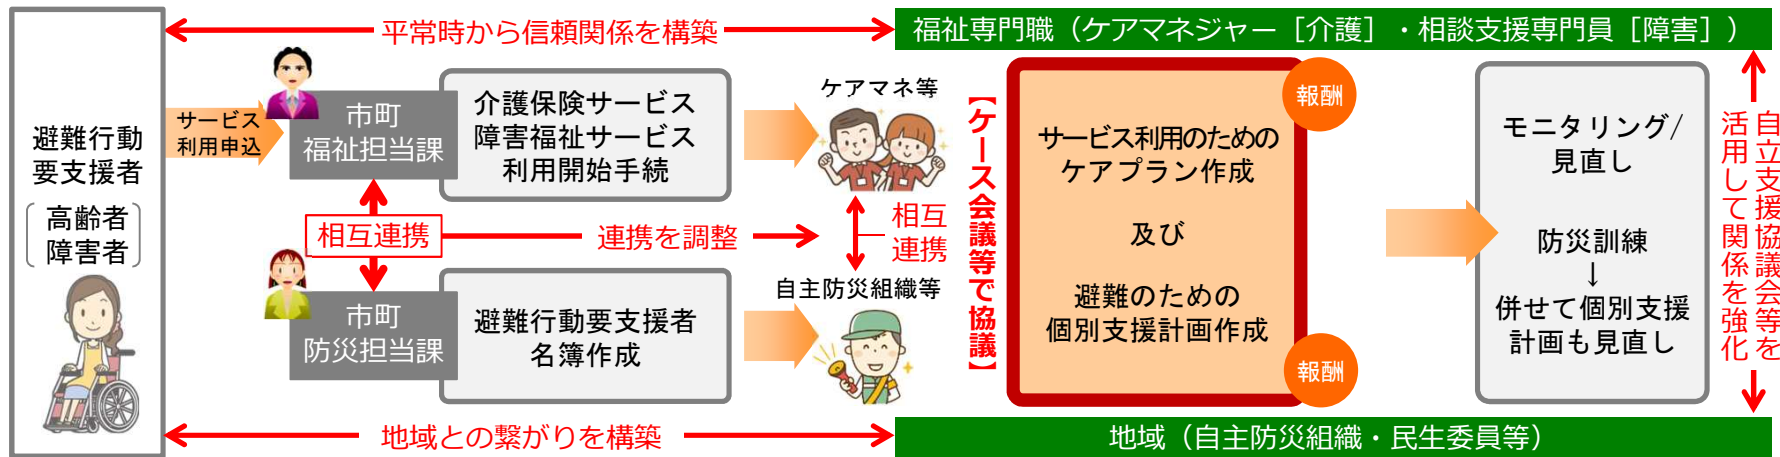 平常時から信頼関係を構築
福祉専門職（ケアマネジャー［介護］・相談支援専門員［障害］）
避難行動
要支援者
高齢者
障害者
サービス
利用申込
市町
福祉担当課
介護保険サービス
障害福祉サービス
利用開始手続
ケアマネ等
相互連携
連携を調整
相互
連携
市町
防災担当課
避難行動要支援者
名簿作成
自主防災組織等
【ケース会議等で協議】
報酬
サービス利用のための
ケアプラン作成
及び
避難のための
個別支援計画作成
報酬
モニタリング/
見直し
防災訓練
↓
併せて個別支援
計画も見直し
自立支援協議会等を
活用して関係を強化
地域との繋がりを構築
地域（自主防災組織・民生委員等）